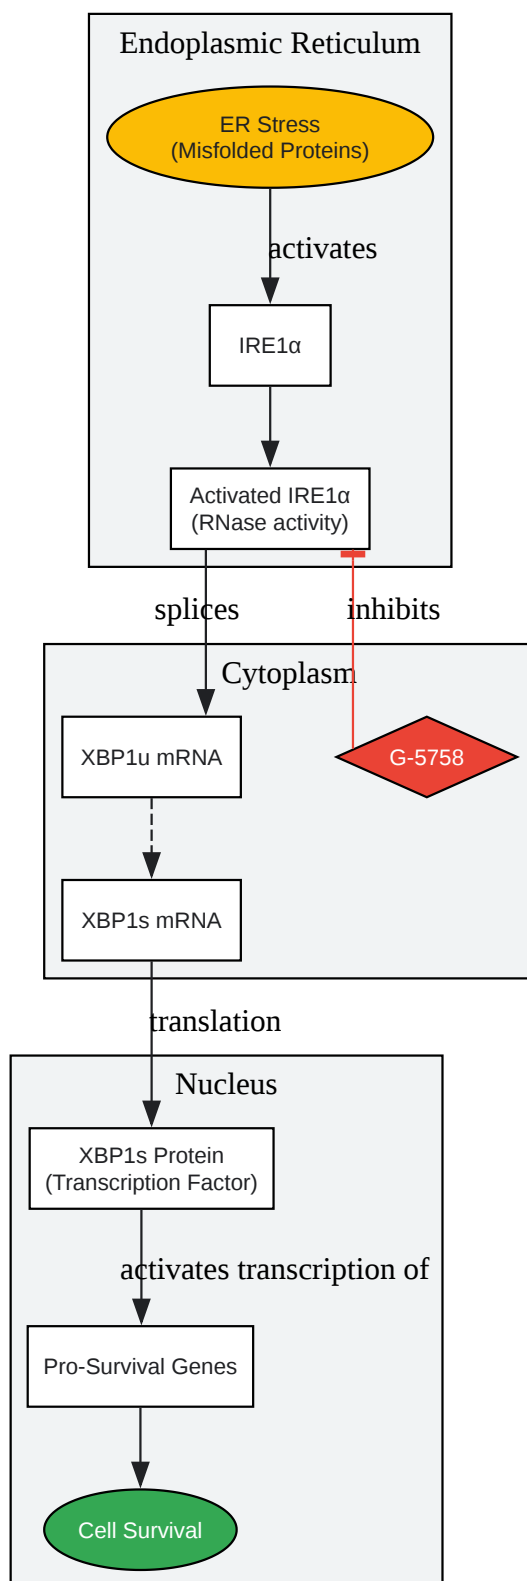 Endoplasmic Reticulum
ER Stress
(Misfolded Proteins)
activates
IRE1α
Activated IRE1α
(RNase activity)
splices
inhibits
Cytoplasm
XBP1u mRNA
G-5758
XBP1s mRNA
translation
Nucleus
XBP1s Protein
(Transcription Factor)
activates transcription of
Pro-Survival Genes
Cell Survival